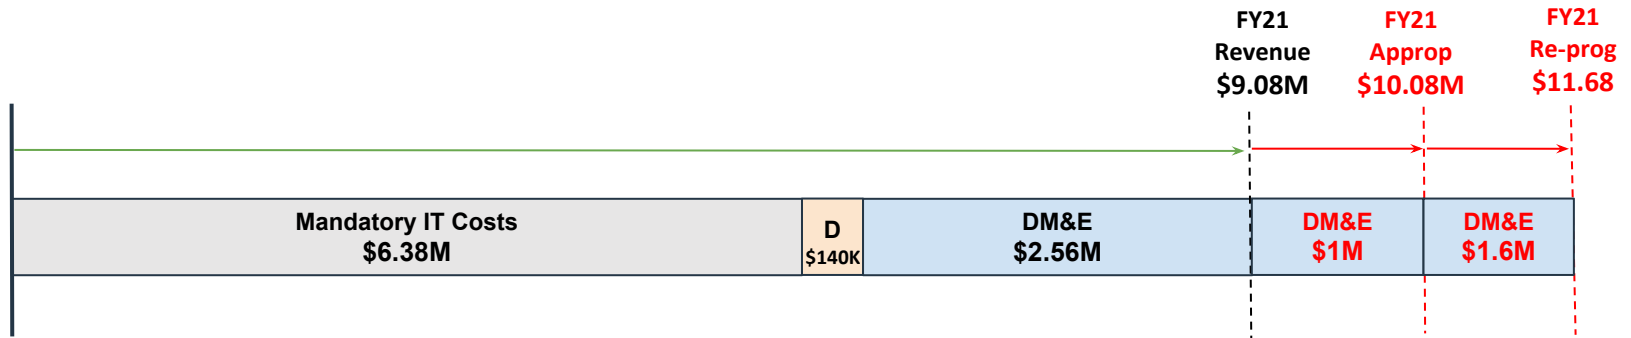 FY21
Revenue
$9.08M
FY21
Approp
$10.08M
FY21
Re-prog
$11.68
Mandatory IT Costs
$6.38M
D
$140K
DM&E
$2.56M
DM&E
$1M
DM&E
$1.6M